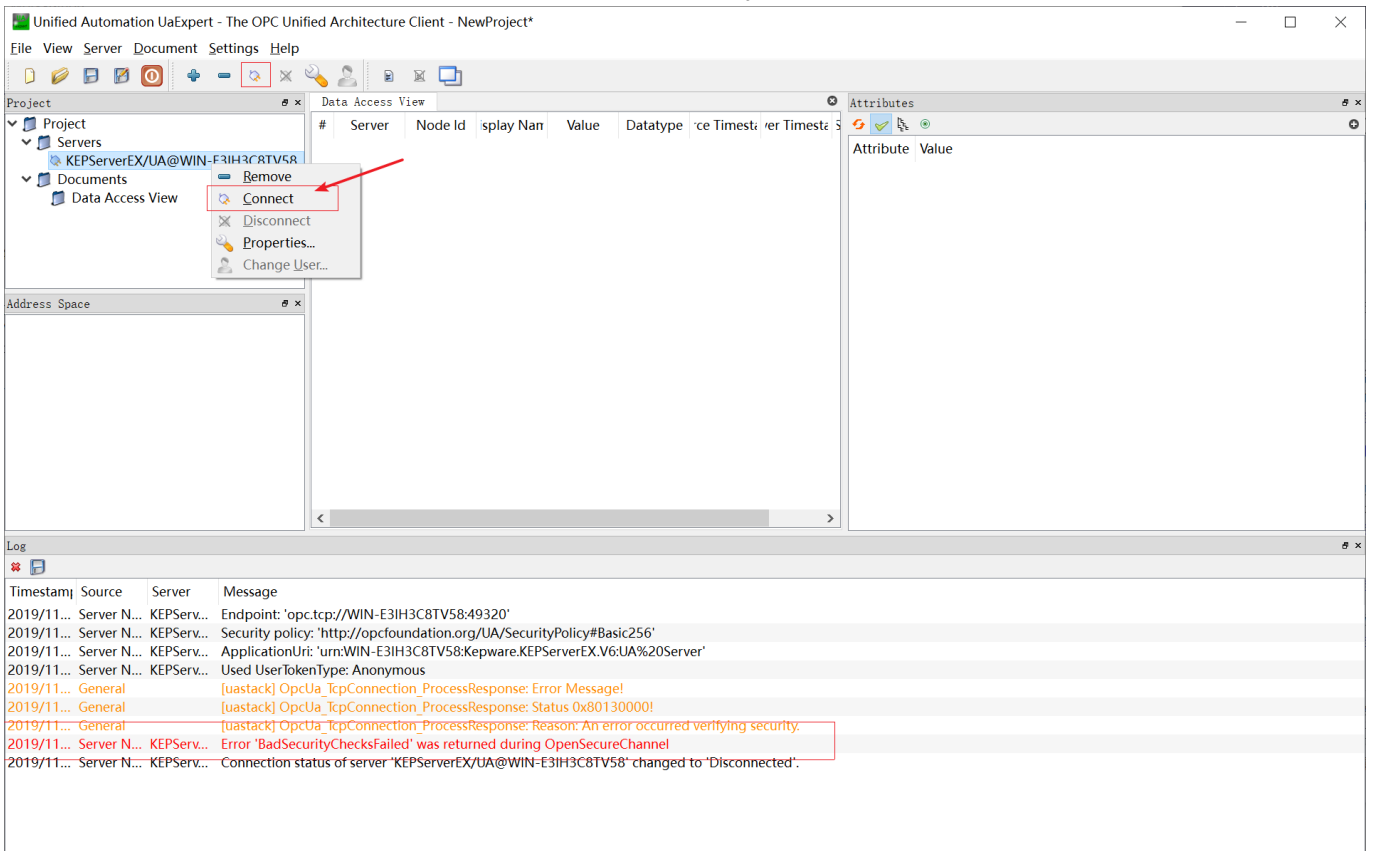 Unified Automation UaExpert - The OPC Unified Architecture Client - NewProject*
File View Server Document Settings Help
Project
Data Access View
Attributes
Project
Servers
KEPServerEX/UA@WIN-E3IH3C8TV58
Documents
Data Access View
Remove
Connect
Disconnect
Properties...
Change User...
# Server Node Id isplay Nan Value Datatype ce Timesta er Timesta S
Attribute Value
Address Space
Log
Timestamp Source Server Message
2019/11... Server N... KEPServ... Endpoint: 'opc.tcp://WIN-E3IH3C8TV58:49320'
2019/11... Server N... KEPServ... Security policy: 'http://opcfoundation.org/UA/SecurityPolicy#Basic256'
2019/11... Server N... KEPServ... ApplicationUri: 'urn:WIN-E3IH3C8TV58:Kepware.KEPServerEX.V6:UA%20Server'
2019/11... Server N... KEPServ... Used UserTokenType: Anonymous
2019/11... General [uastack] OpcUa_TcpConnection_ProcessResponse: Error Message!
2019/11... General [uastack] OpcUa_TcpConnection_ProcessResponse: Status 0x80130000!
2019/11... General [uastack] OpcUa_TcpConnection_ProcessResponse: Reason: An error occurred verifying security.
2019/11... Server N... KEPServ... Error 'BadSecurityChecksFailed' was returned during OpenSecureChannel
2019/11... Server N... KEPServ... Connection status of server 'KEPServerEX/UA@WIN-E3IH3C8TV58' changed to 'Disconnected'.